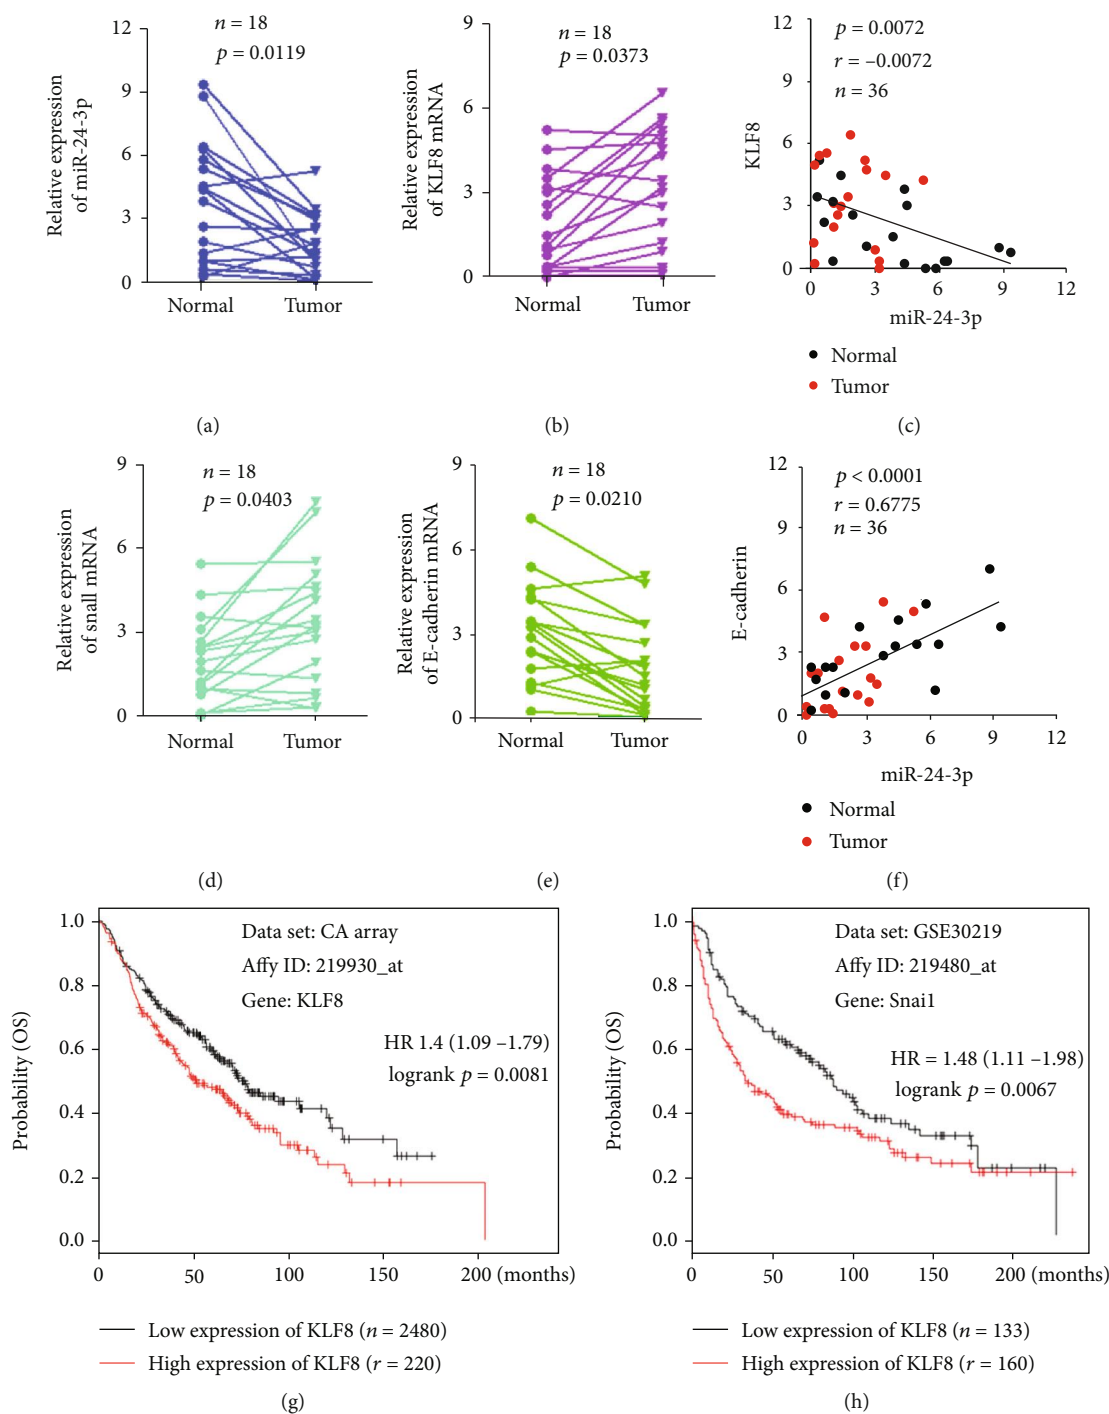 12
9
6
3
0
Relative expression
of miR-24-3p
n = 18
p = 0.0119
Normal
Tumor
(a)
9
6
3
0
Relative expression
of KLF8 mRNA
n = 18
p = 0.0373
Normal
Tumor
(b)
12
9
6
3
0
KLF8
p = 0.0072
r = –0.0072
n = 36
0 3 6 9 12
miR-24-3p
Normal
Tumor
(c)
9
6
3
0
Relative expression
of snall mRNA
n = 18
p = 0.0403
Normal
Tumor
(d)
9
6
3
0
Relative expression
of E-cadherin mRNA
n = 18
p = 0.0210
Normal
Tumor
(e)
12
9
6
3
0
E-cadherin
p < 0.0001
r = 0.6775
n = 36
0 3 6 9 12
miR-24-3p
Normal
Tumor
(f)
1.0
0.8
0.6
0.4
0.2
0.0
Probability (OS)
Data set: CA array
Affy ID: 219930_at
Gene: KLF8
HR 1.4 (1.09 –1.79)
logrank p = 0.0081
0 50 100 150 200 (months)
Low expression of KLF8 (n = 2480)
High expression of KLF8 (r = 220)
(g)
1.0
0.8
0.6
0.4
0.2
0.0
Probability (OS)
Data set: GSE30219
Affy ID: 219480_at
Gene: Snai1
HR = 1.48 (1.11 –1.98)
logrank p = 0.0067
0 50 100 150 200 (months)
Low expression of KLF8 (n = 133)
High expression of KLF8 (r = 160)
(h)